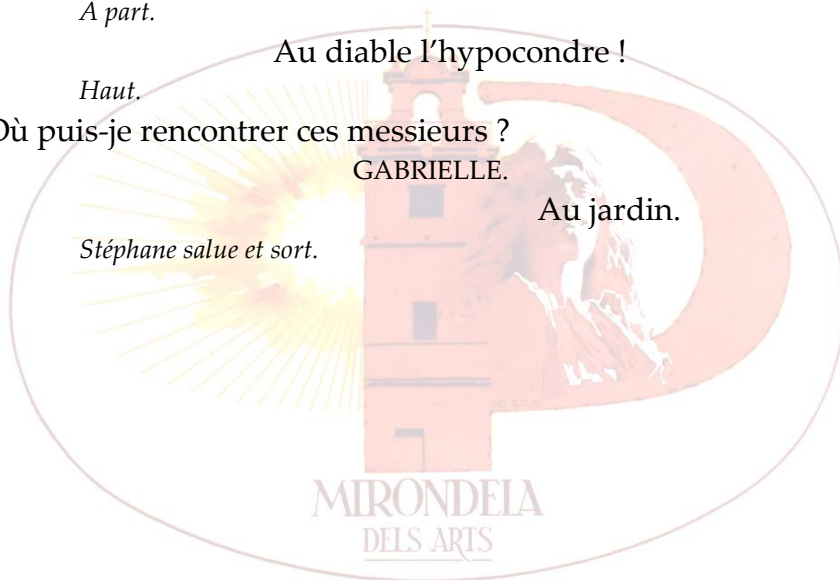 A part.
Au diable l’hypocondre !
Haut.
Où puis-je rencontrer ces messieurs ?
GABRIELLE.
Au jardin.
Stéphane salue et sort.
MIRONDELA
DELS ARTS